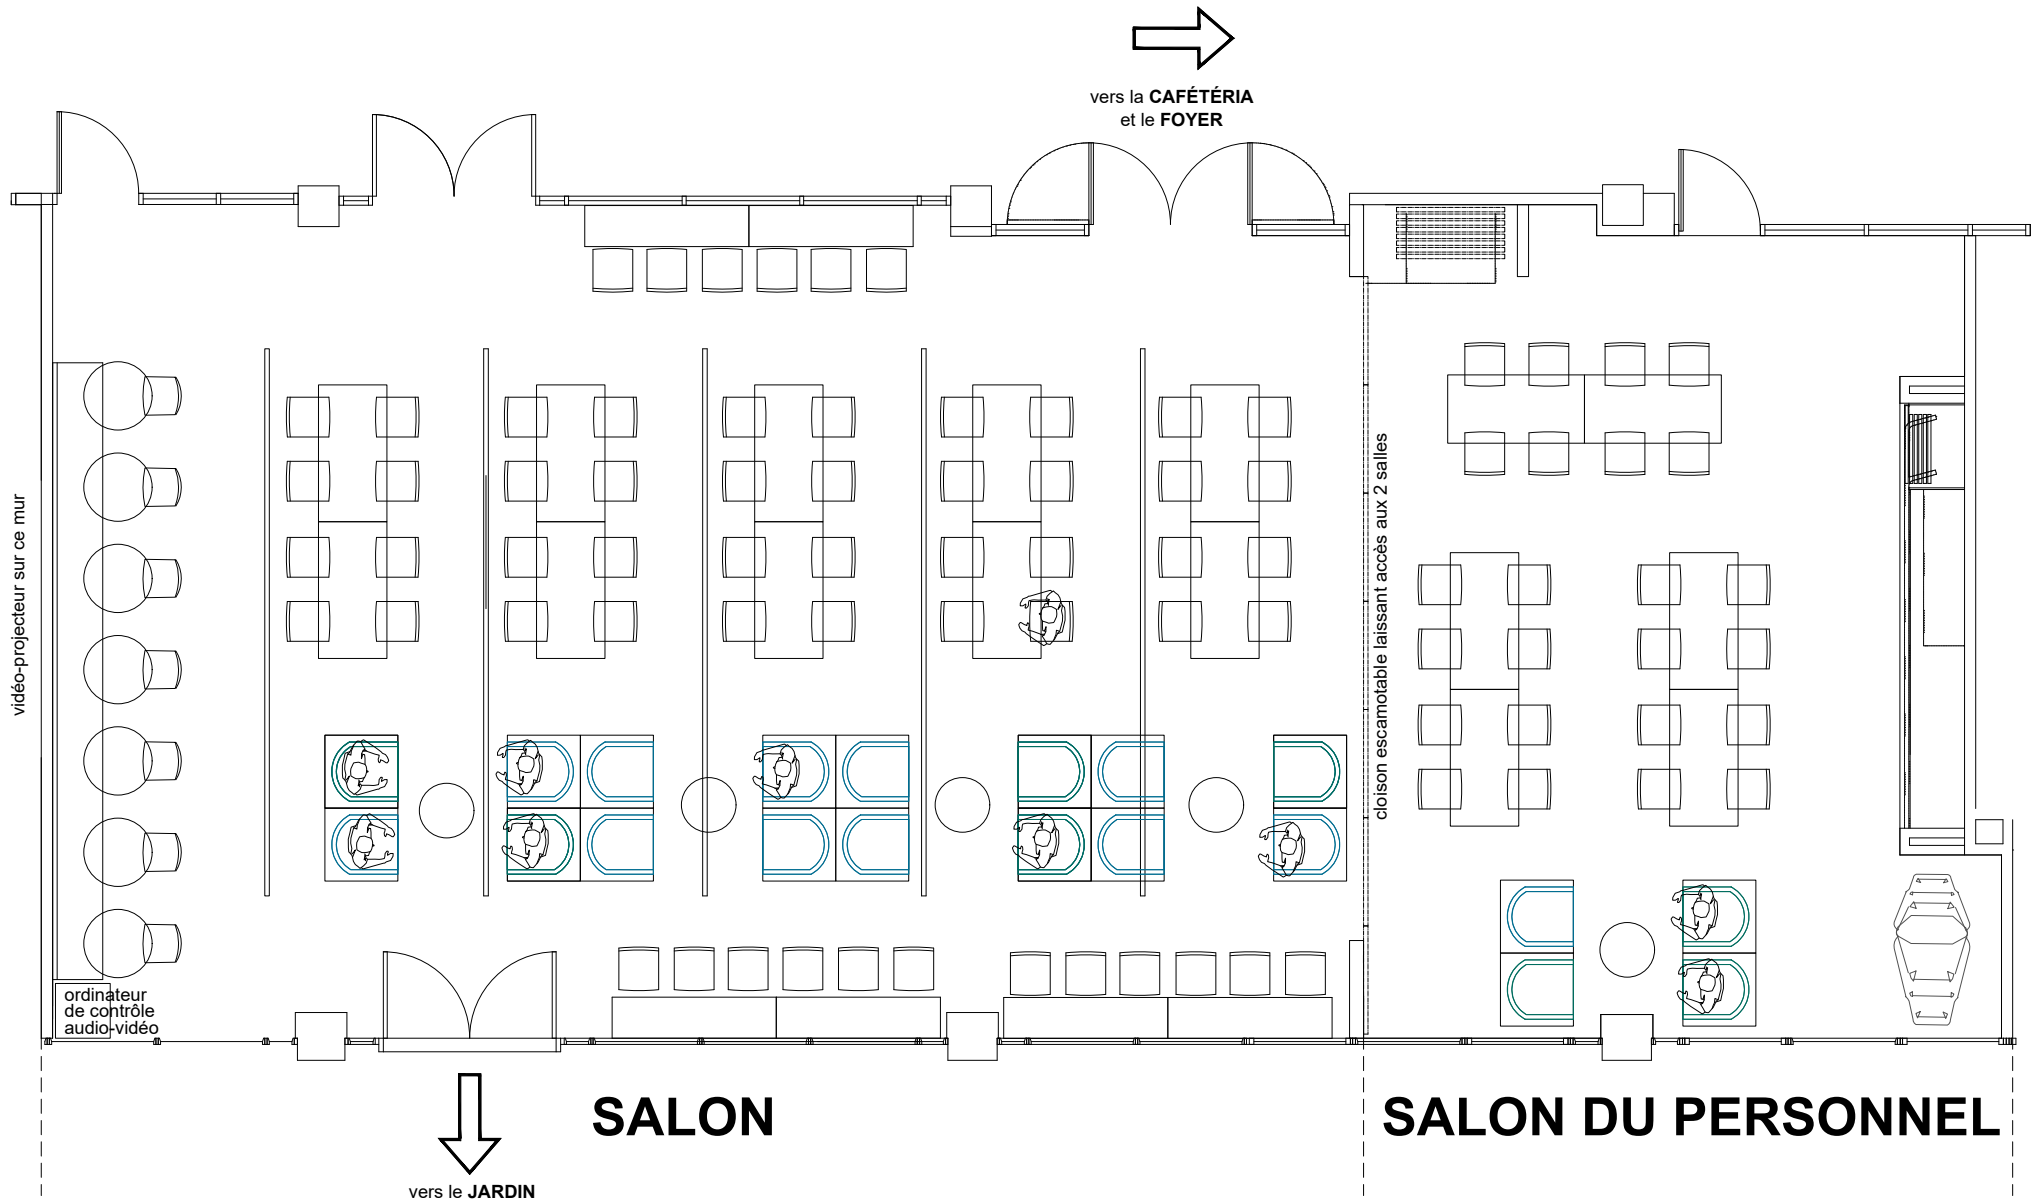 vers la CAFÉTÉRIA
et le FOYER
vidéo-projecteur sur ce mur
cloison escamotable laissant accès aux 2 salles
ordinateur
de contrôle
audio-vidéo
SALON
SALON DU PERSONNEL
vers le JARDIN